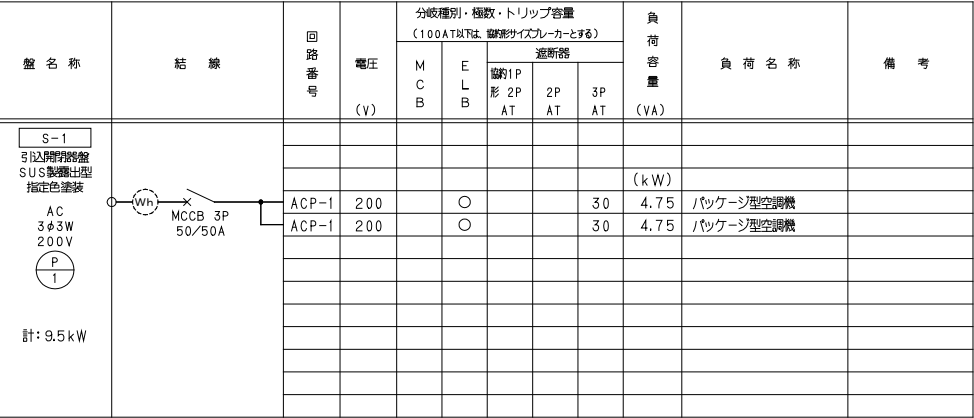 盤名称
結線
回路番号
電圧
(V)
分岐種別・極数・トリップ容量
(100AT以下は、協約形サイズブレーカーとする)
MCB
ELB
遮断器
協約1P
形 2P
AT
2P
AT
3P
AT
負荷容量
(VA)
負荷名称
備考
S-1
引込開閉器盤
SUS製露出型
指定色塗装
AC
3φ3W
200V
P
1
計:9.5kW
Wh
MCCB 3P
50/50A
(kW)
ACP-1 200 ○ 30 4.75 パッケージ型空調機
ACP-1 200 ○ 30 4.75 パッケージ型空調機